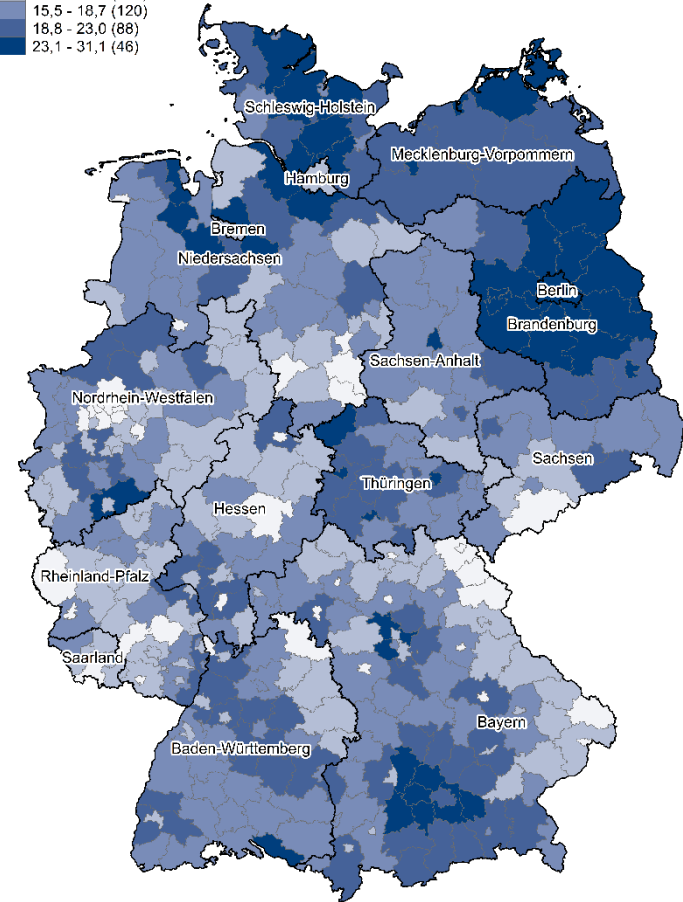 15,5 - 18,7 (120)
18,8 - 23,0 (88)
23,1 - 31,1 (46)
Schleswig-Holstein
Mecklenburg-Vorpommern
Hamburg
Bremen
Niedersachsen
Berlin
Brandenburg
Sachsen-Anhalt
Nordrhein-Westfalen
Sachsen
Thüringen
Hessen
Rheinland-Pfalz
Saarland
Bayern
Baden-Württemberg